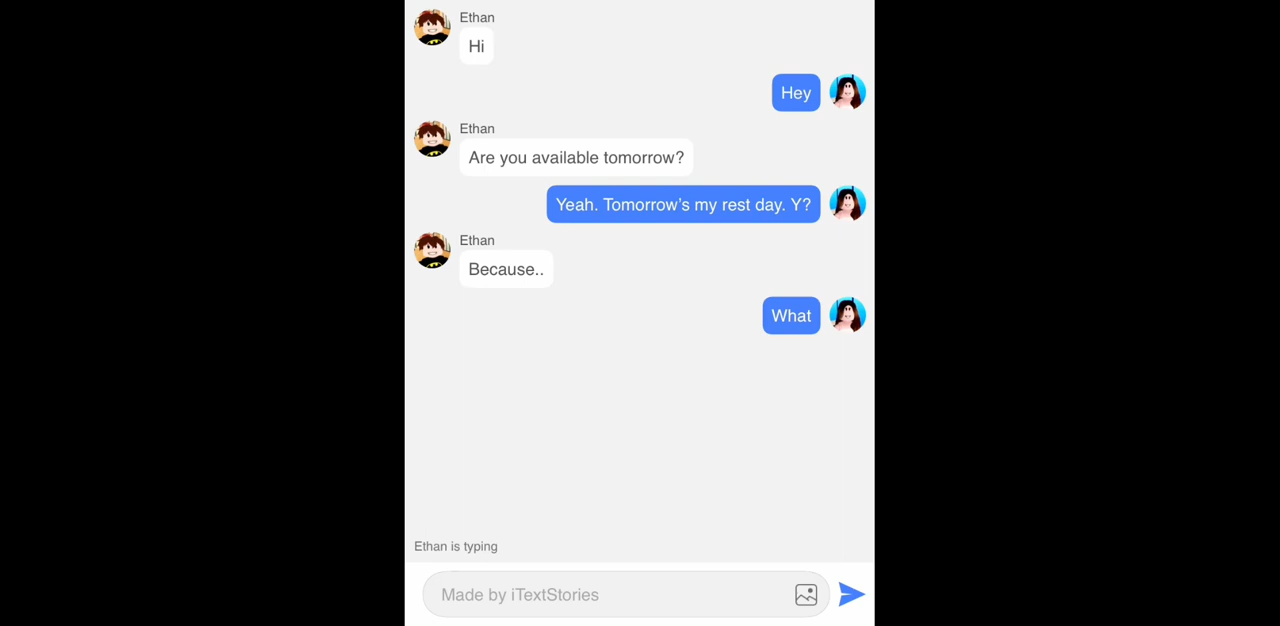 Ethan
Hi
Hey
Ethan
Are you available tomorrow?
Yeah. Tomorrow's my rest day. Y?
Ethan
Because..
What
Ethan is typing
Made by iTextStories